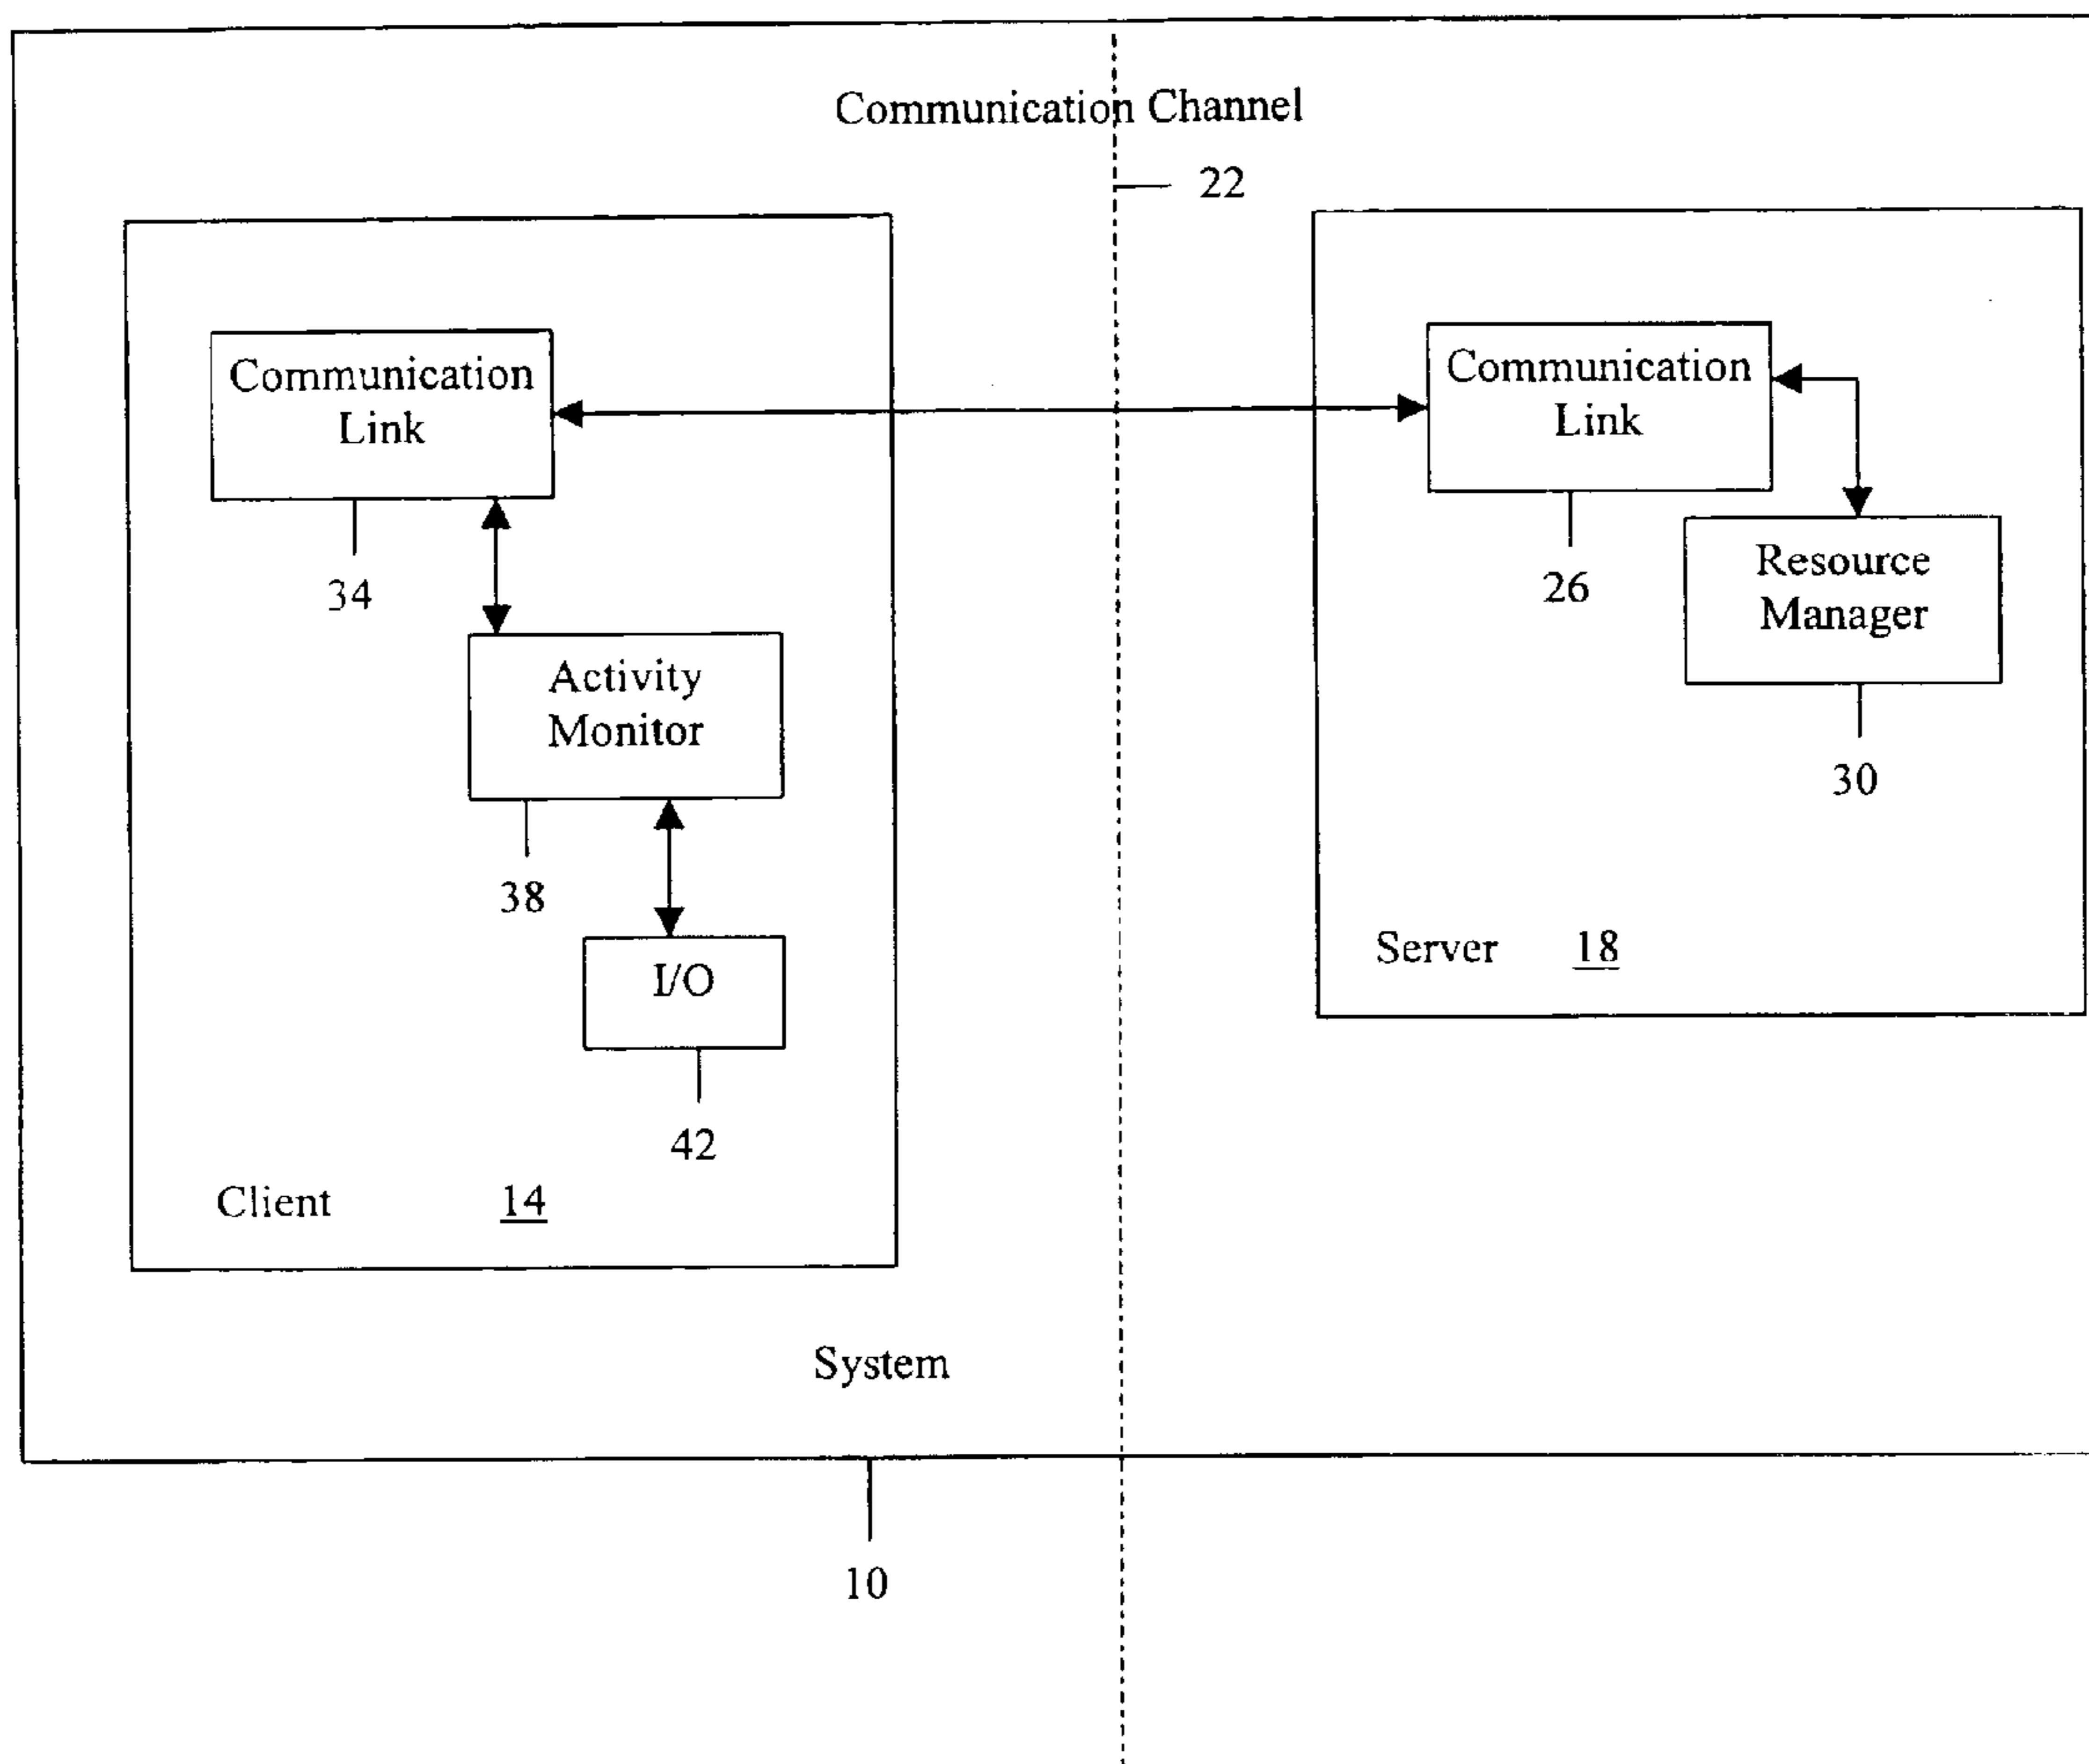 Communication Channel
22
Communication
Link
34
Activity
Monitor
38
I/O
42
Client 14
Communication
Link
26
Resource
Manager
30
Server 18
System
10